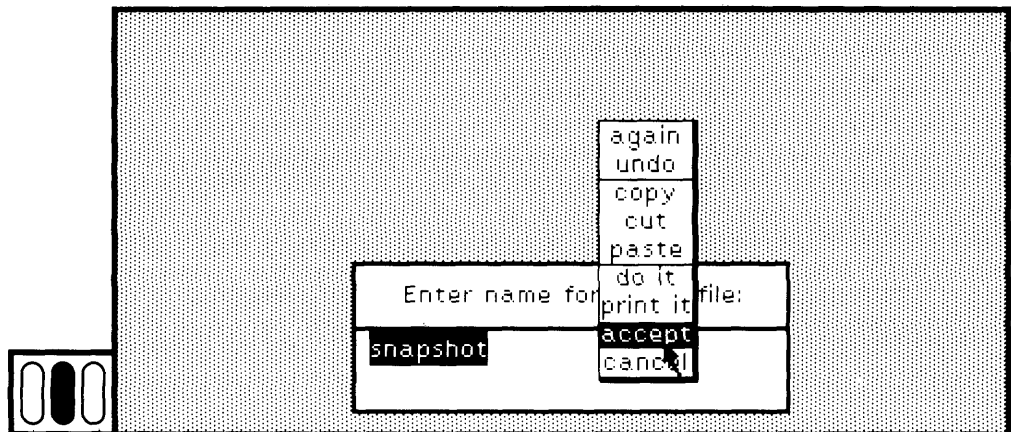 again
undo
copy
cut
paste
do it
print it
accept
cancel
Enter name for file:
snapshot